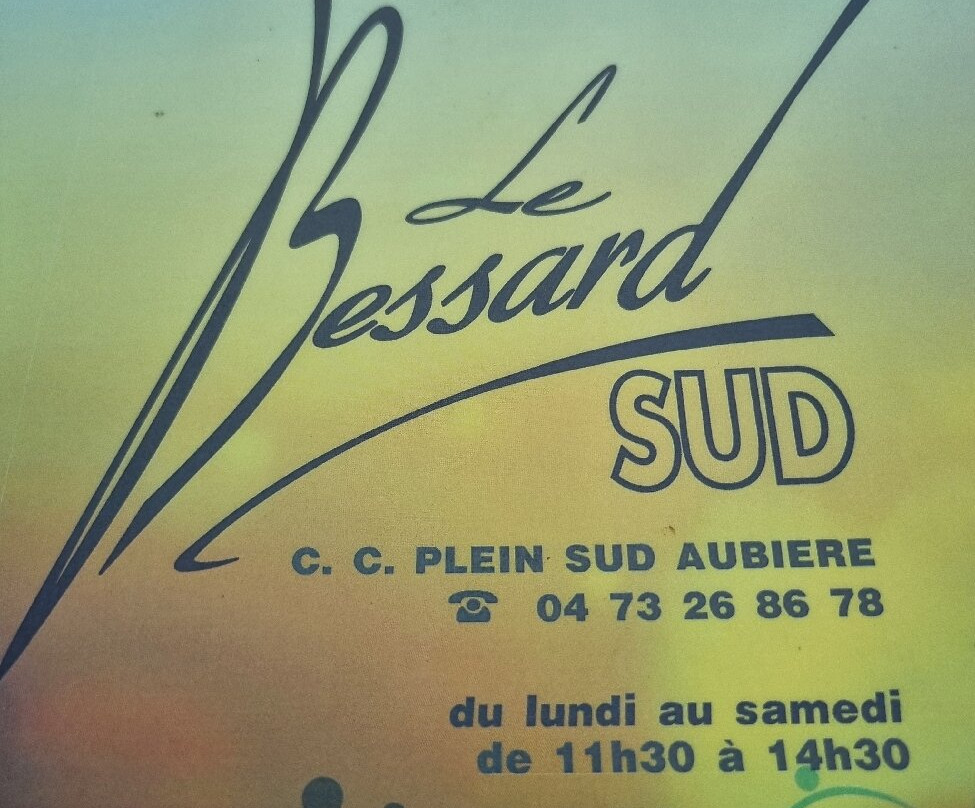 Le
Bessard
SUD
C. C. PLEIN SUD AUBIERE
☎ 04 73 26 86 78
du lundi au samedi
de 11h30 à 14h30